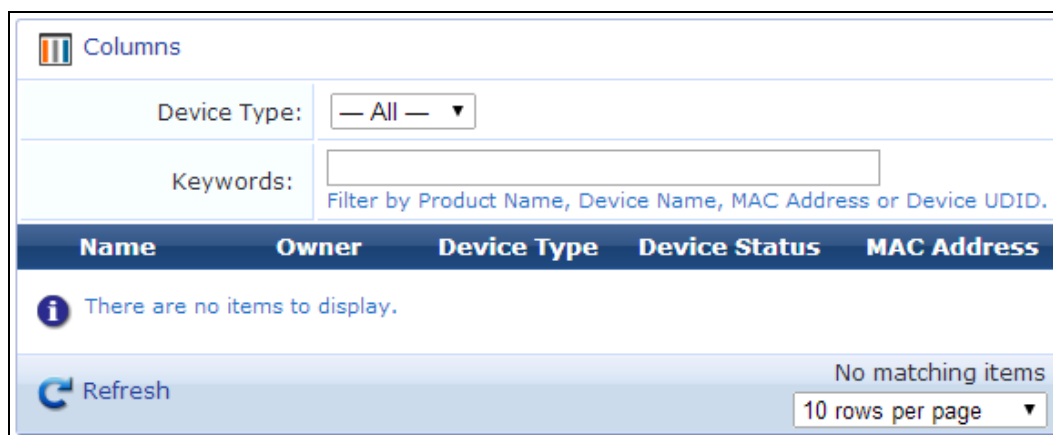 Columns
Device Type: — All —
Keywords:
Filter by Product Name, Device Name, MAC Address or Device UDID.
Name Owner Device Type Device Status MAC Address
There are no items to display.
Refresh
No matching items
10 rows per page